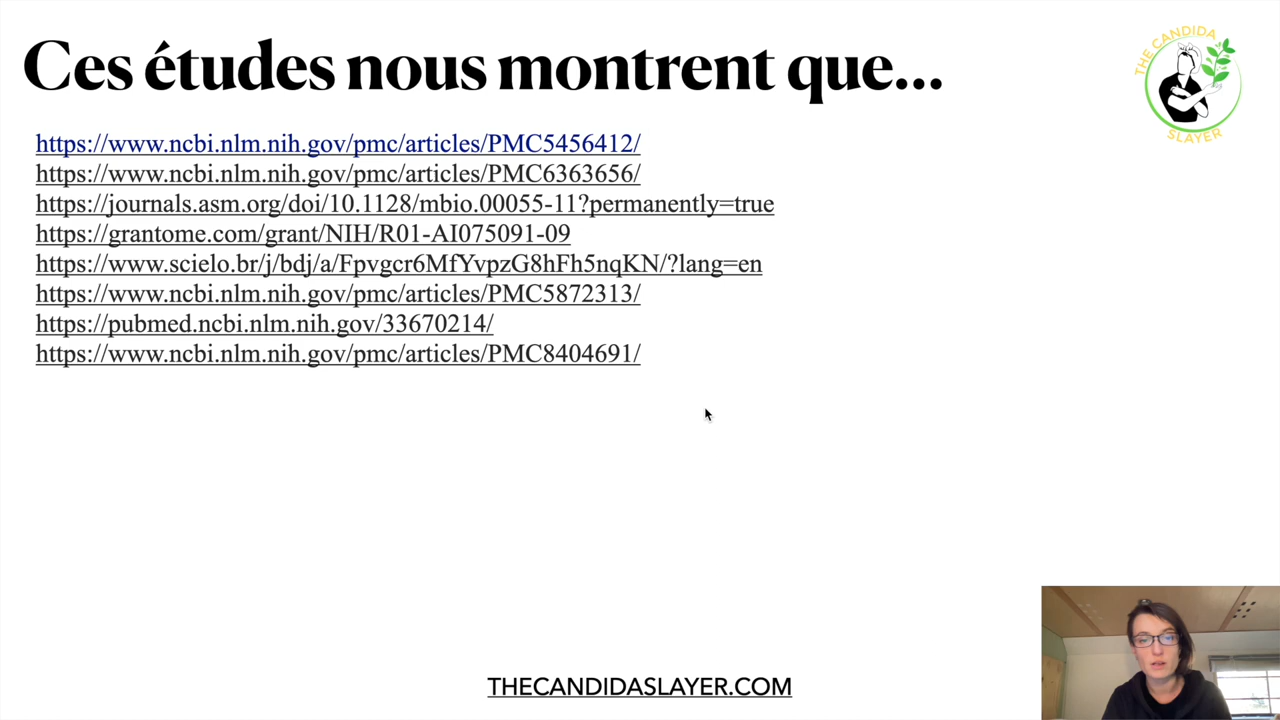 Ces études nous montrent que...
THE CANDIDA
SLAYER
https://www.ncbi.nlm.nih.gov/pmc/articles/PMC5456412/
https://www.ncbi.nlm.nih.gov/pmc/articles/PMC6363656/
https://journals.asm.org/doi/10.1128/mbio.00055-11?permanently=true
https://grantome.com/grant/NIH/R01-AI075091-09
https://www.scielo.br/j/bdj/a/Fpvgcr6MfYvpzG8hFh5nqKN/?lang=en
https://www.ncbi.nlm.nih.gov/pmc/articles/PMC5872313/
https://pubmed.ncbi.nlm.nih.gov/33670214/
https://www.ncbi.nlm.nih.gov/pmc/articles/PMC8404691/
THECANDIDASLAYER.COM